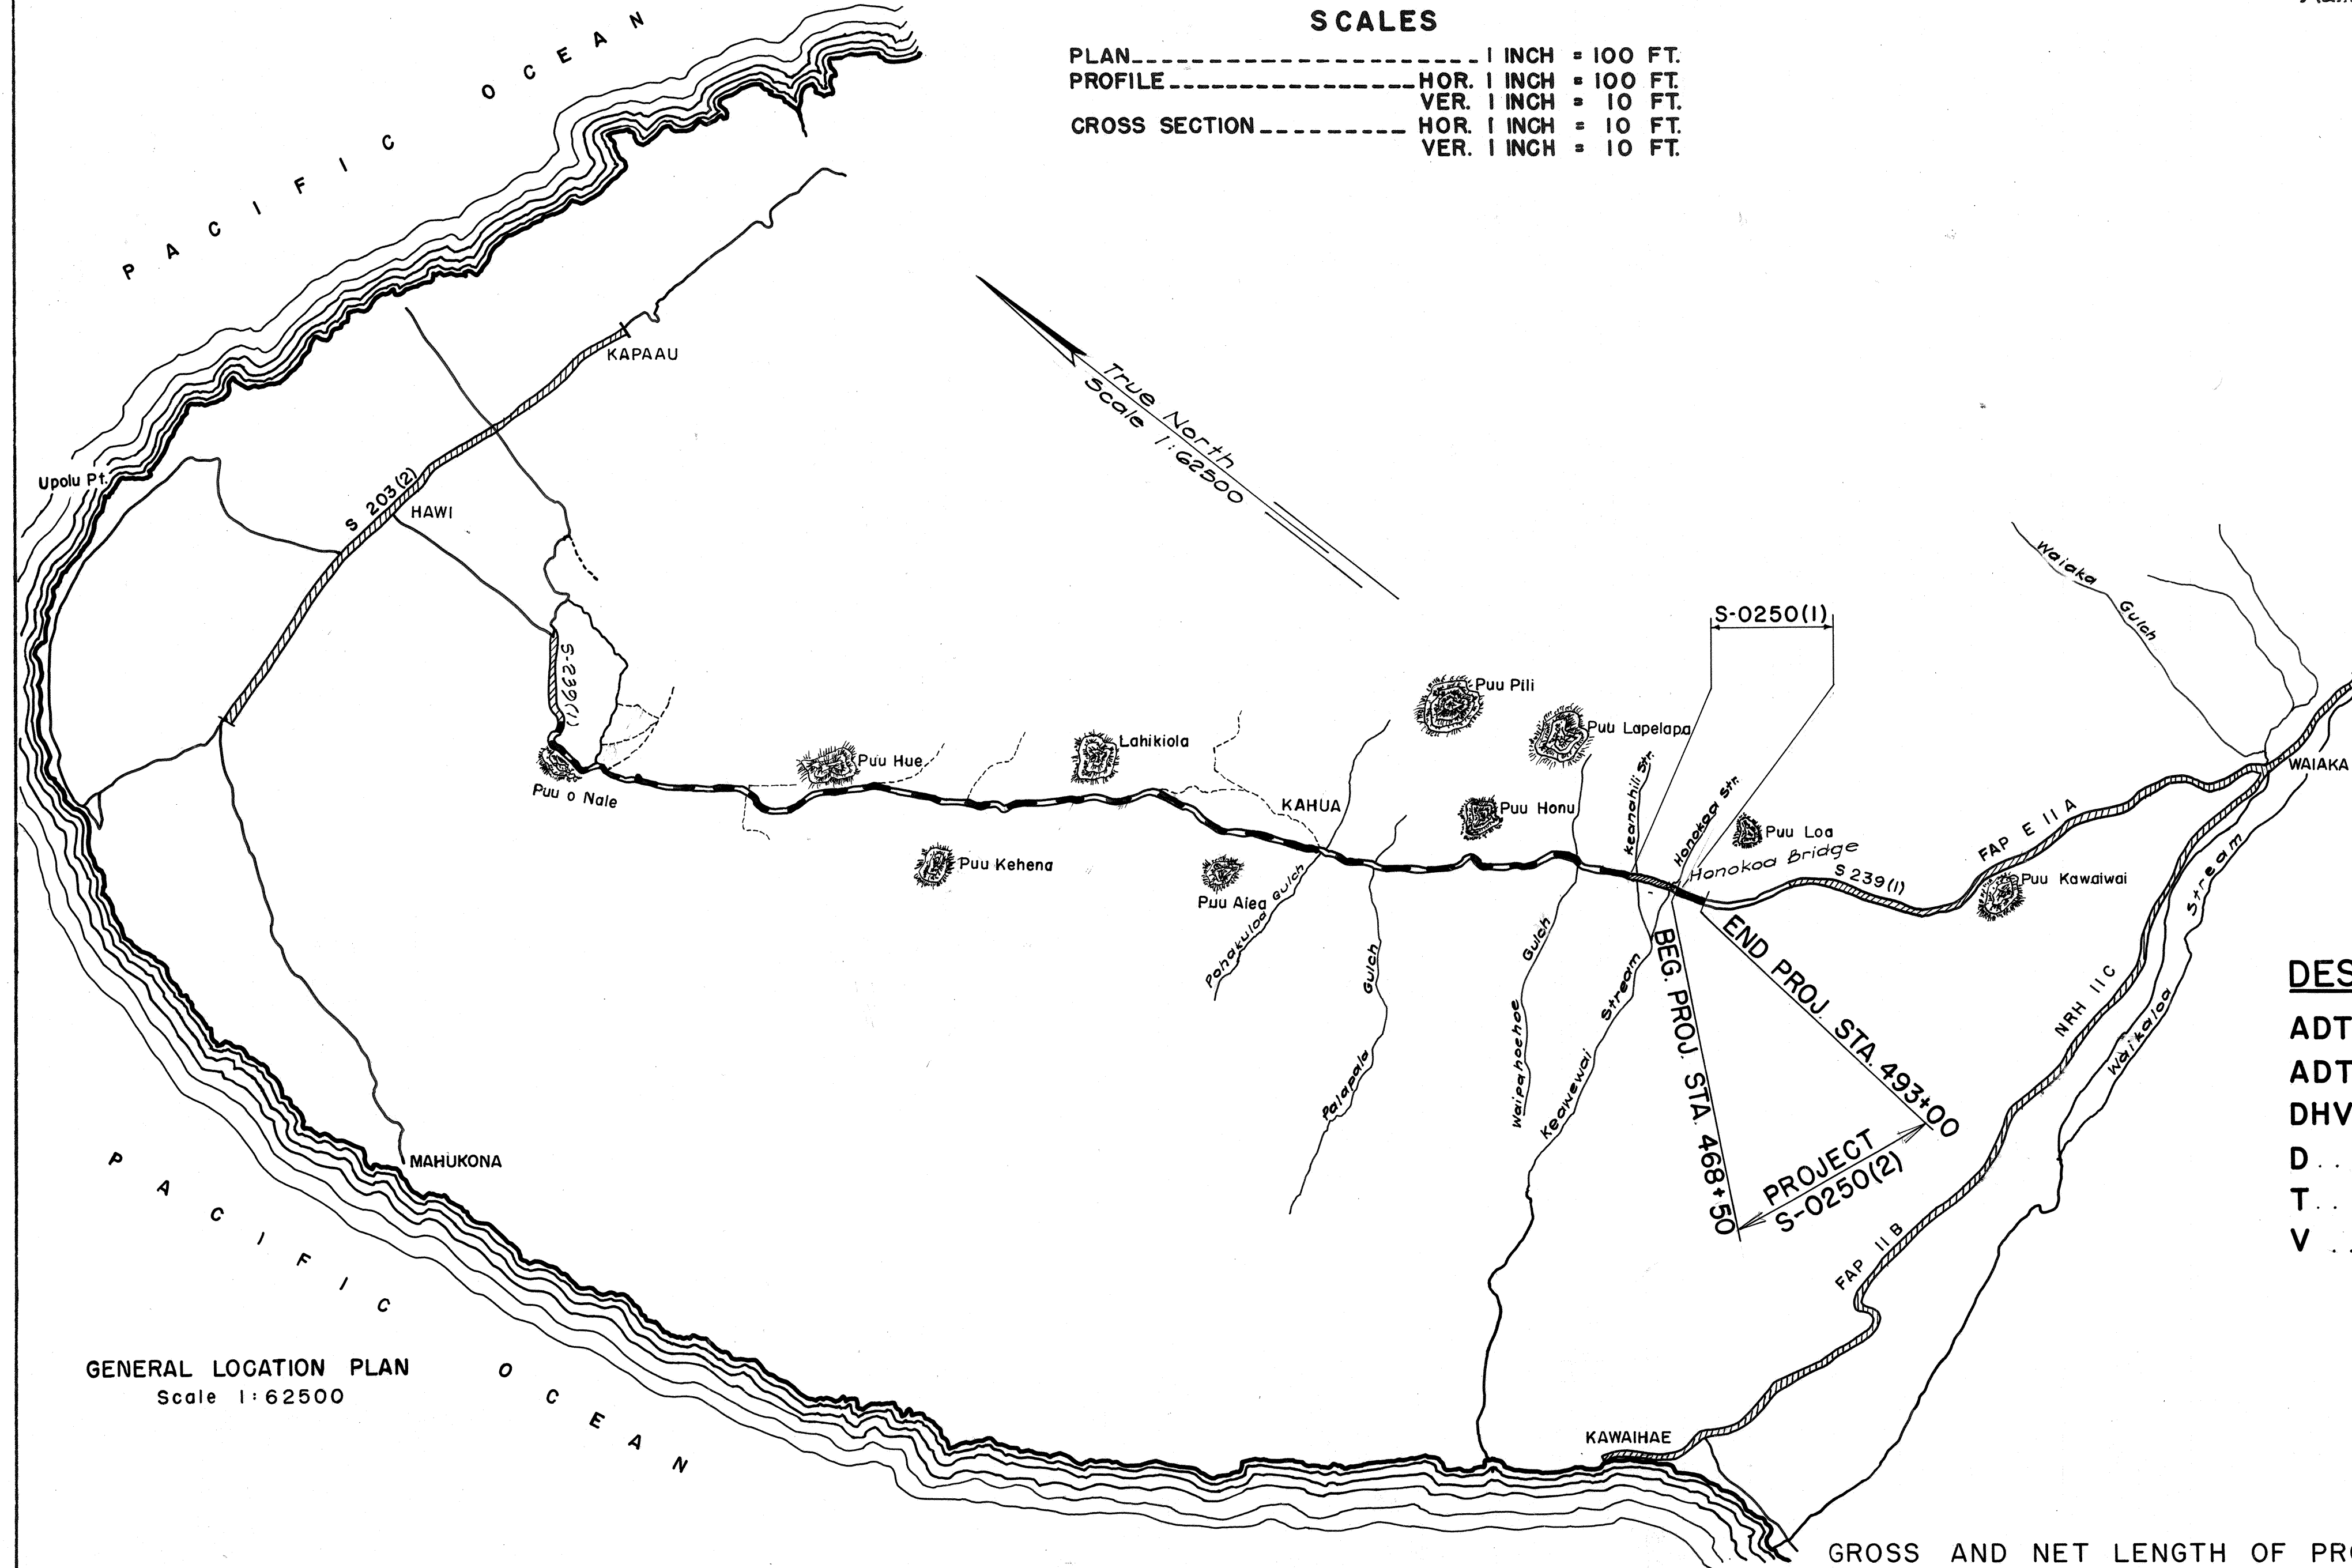 SCALES
PLAN 1 INCH = 100 FT.
PROFILE HOR. 1 INCH = 100 FT.
VER. 1 INCH = 10 FT.
CROSS SECTION HOR. 1 INCH = 10 FT.
VER. 1 INCH = 10 FT.
PACIFIC OCEAN
KAPAAU
True North
Scale 1:62500
Upolu Pt.
S 203(2)
HAWI
Waiaka
Gulch
S-0250(1)
S-239(1)
Puu Pili
Puu Lapelapa
Lahikiola
Puu Hue
Puu o Nale
Keanahili Str.
Honokoa Str.
WAIAKA
KAHUA
Puu Honu
Puu Loa
FAP E 11 A
Honokoa Bridge
Puu Kehena
S 239(1)
Puu Kawaiwai
Puu Aiea
Pohakuloa Gulch
Stream
Gulch
Gulch
Stream
BEG. PROJ. STA. 468+50
END PROJ. STA. 493+00
DES
NRH 11 C
ADT
Waikoloa
Waipahoehoe
Palapala
Keawewai
ADT
DHV
PROJECT
S-0250(2)
D . .
T . .
V . .
MAHUKONA
PACIFIC OCEAN
FAP 11 B
GENERAL LOCATION PLAN
Scale 1:62500
KAWAIHAE
GROSS AND NET LENGTH OF PR